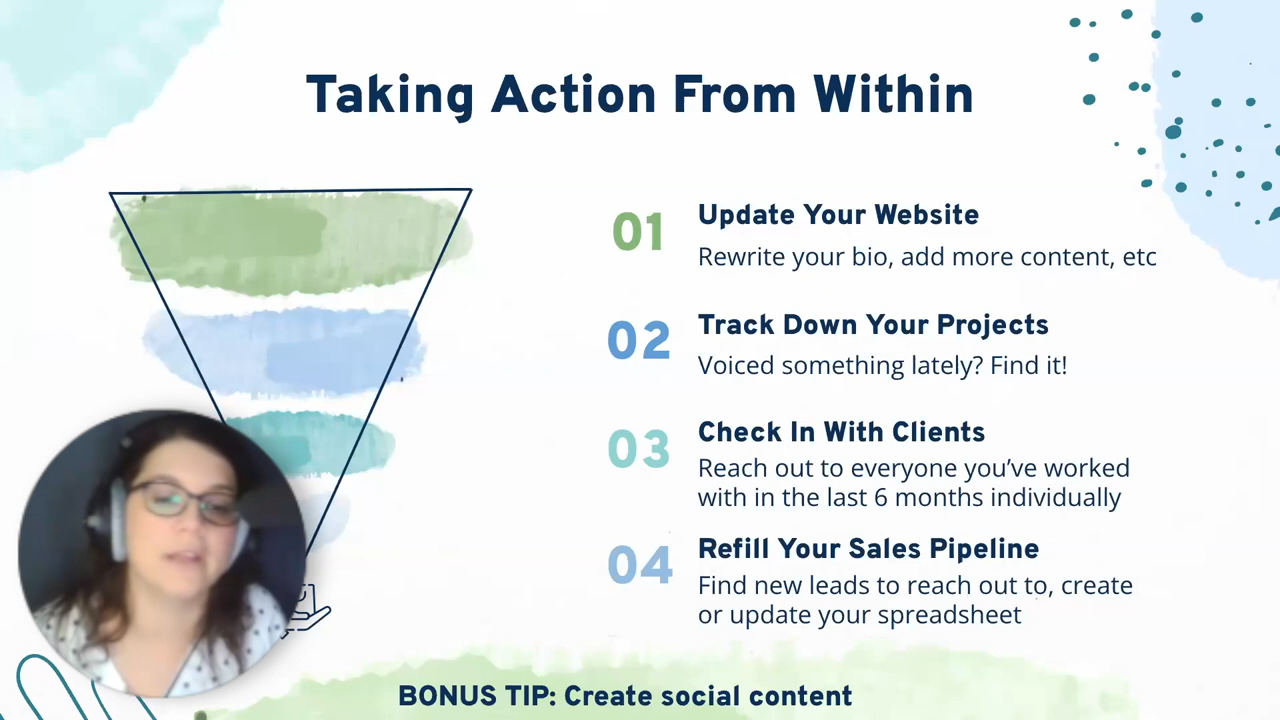 Taking Action From Within
01
Update Your Website
Rewrite your bio, add more content, etc
02
Track Down Your Projects
Voiced something lately? Find it!
03
Check In With Clients
Reach out to everyone you’ve worked
with in the last 6 months individually
04
Refill Your Sales Pipeline
Find new leads to reach out to, create
or update your spreadsheet
BONUS TIP: Create social content